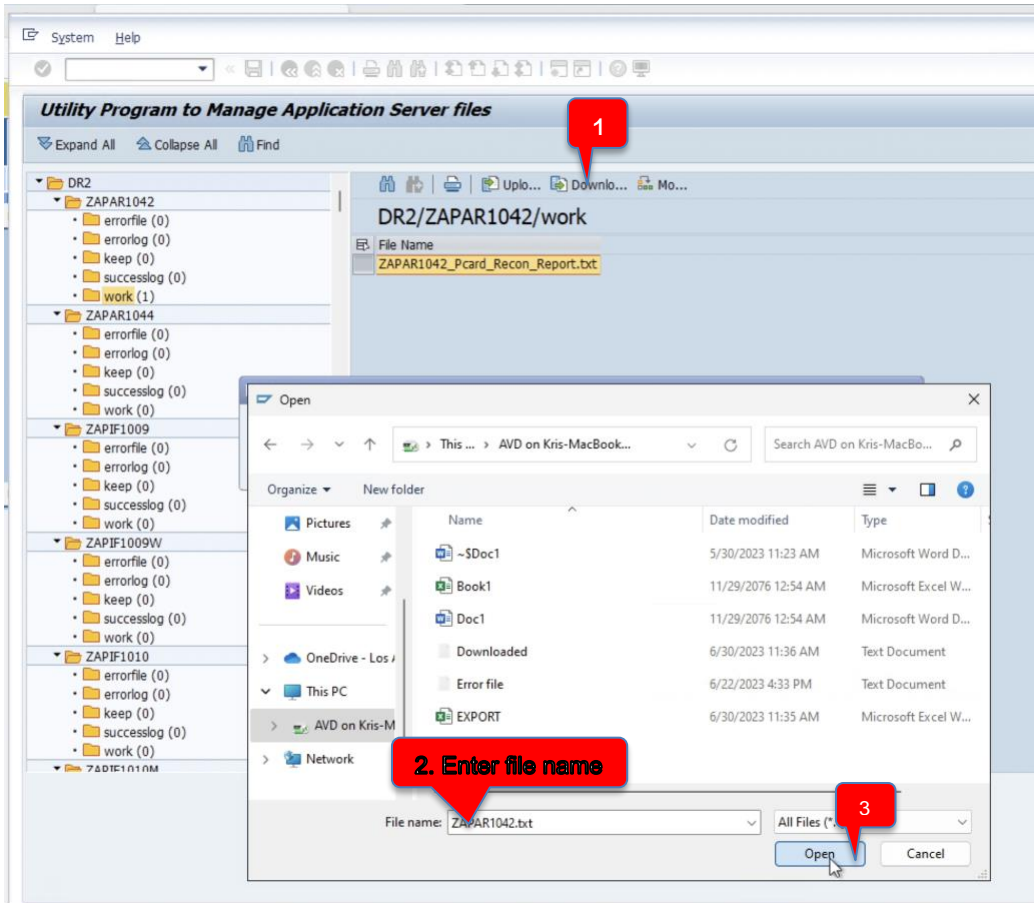 System Help
Utility Program to Manage Application Server files
1
Expand All Collapse All Find
Uplo... Downlo... Mo...
DR2/ZAPAR1042/work
File Name
ZAPAR1042_Pcard_Recon_Report.txt
DR2
ZAPAR1042
errorfile (0)
errorlog (0)
keep (0)
successlog (0)
work (1)
ZAPAR1044
errorfile (0)
errorlog (0)
keep (0)
successlog (0)
work (0)
ZAPIF1009
errorfile (0)
errorlog (0)
keep (0)
successlog (0)
work (0)
ZAPIF1009W
errorfile (0)
errorlog (0)
keep (0)
successlog (0)
work (0)
ZAPIF1010
errorfile (0)
errorlog (0)
keep (0)
successlog (0)
work (0)
ZAPIF1010M
Open
This ... > AVD on Kris-MacBook...
Search AVD on Kris-MacBo...
Organize New folder
Pictures
Music
Videos
OneDrive - Los
This PC
AVD on Kris-M
Network
Name Date modified Type
~$Doc1 5/30/2023 11:23 AM Microsoft Word D...
Book1 11/29/2076 12:54 AM Microsoft Excel W...
Doc1 11/29/2076 12:54 AM Microsoft Word D...
Downloaded 6/30/2023 11:36 AM Text Document
Error file 6/22/2023 4:33 PM Text Document
EXPORT 6/30/2023 11:35 AM Microsoft Excel W...
2. Enter file name
3
File name: ZAPAR1042.txt All Files (*.
Open Cancel